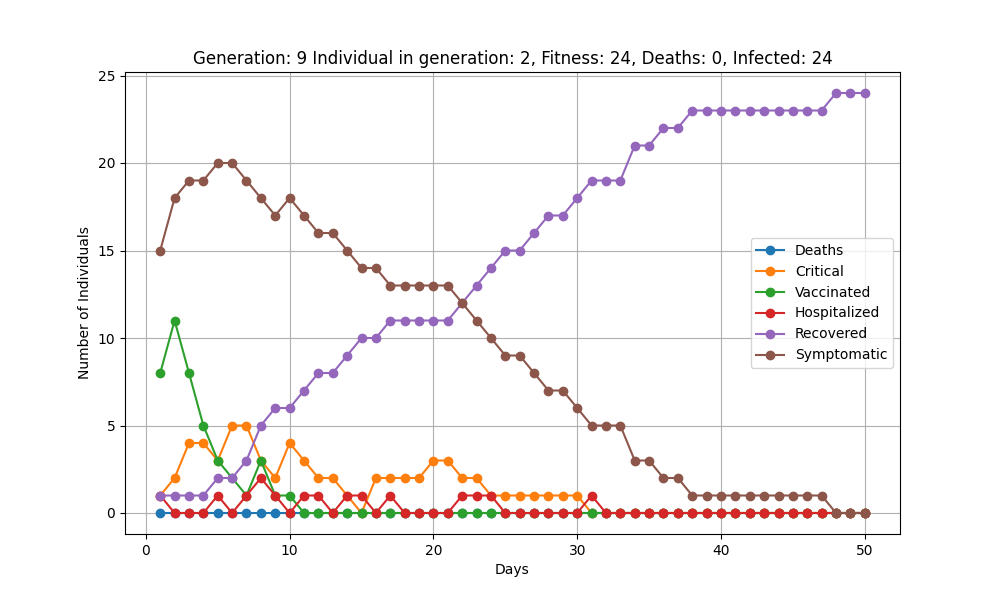 Generation: 9 Individual in generation: 2, Fitness: 24, Deaths: 0, Infected: 24
25
20
15
10
5
0
Number of Individuals
Deaths
Critical
Vaccinated
Hospitalized
Recovered
Symptomatic
0 10 20 30 40 50
Days